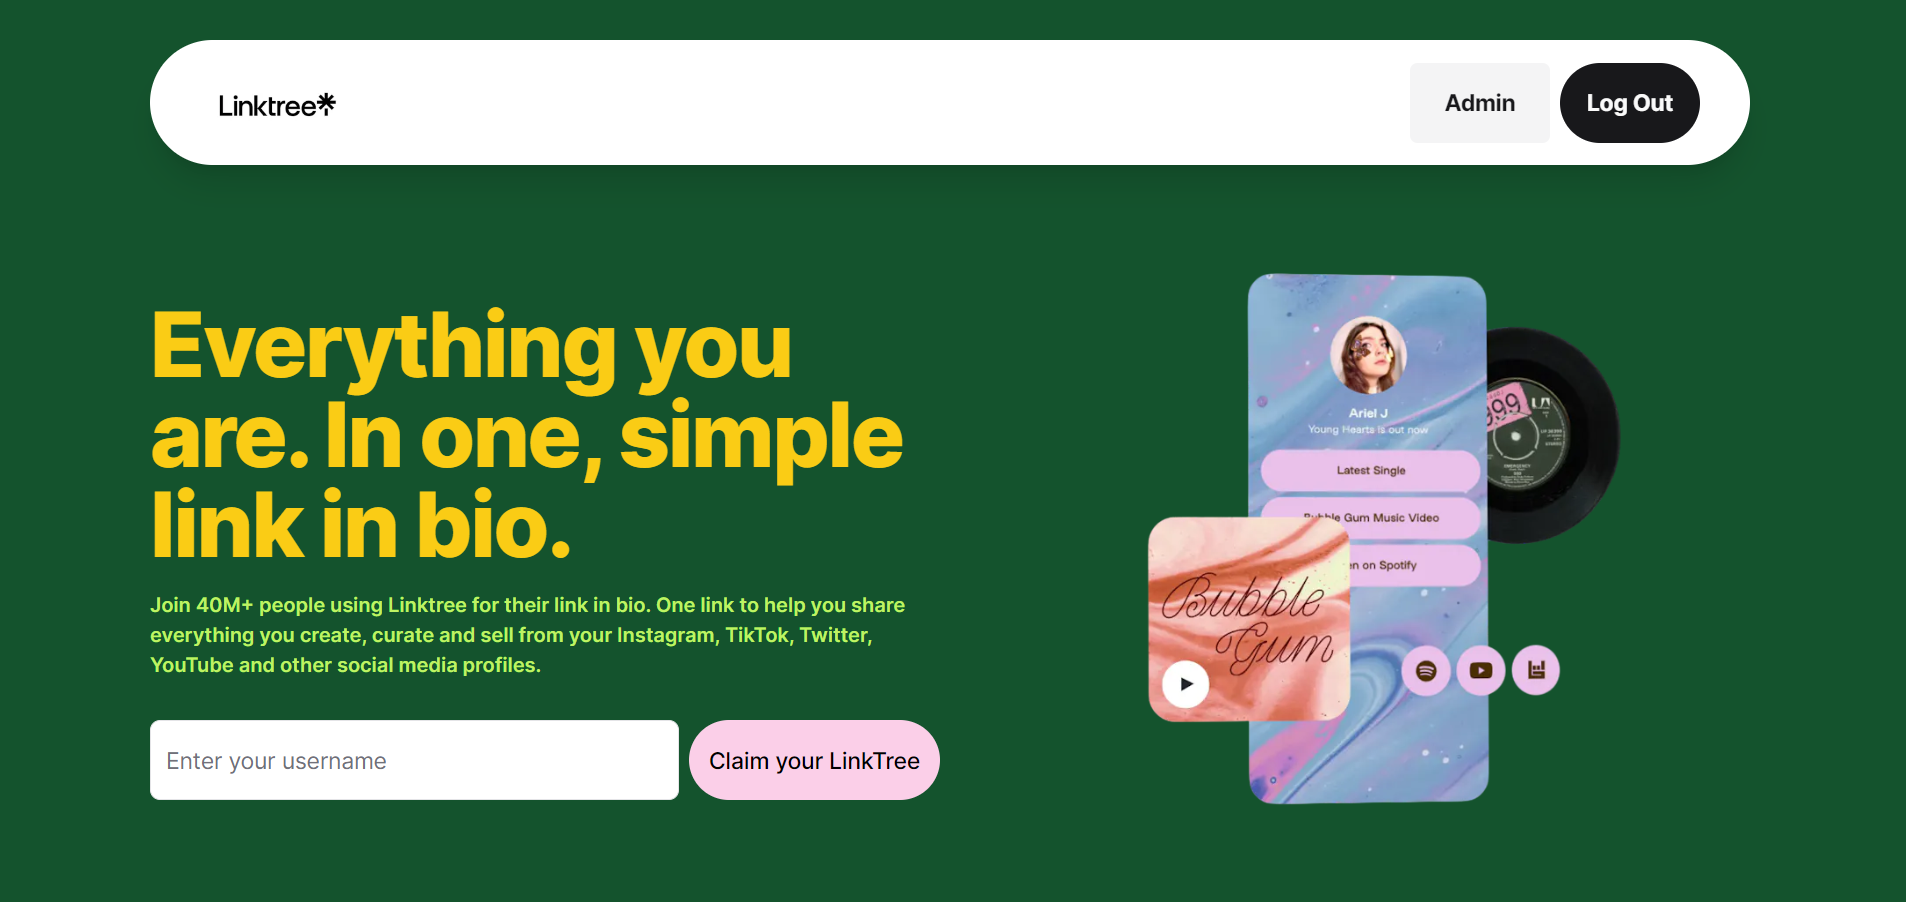 Linktree
Admin
Log Out
Everything you
are. In one, simple
link in bio.
Join 40M+ people using Linktree for their link in bio. One link to help you share
everything you create, curate and sell from your Instagram, TikTok, Twitter,
YouTube and other social media profiles.
Enter your username
Claim your LinkTree
Ariel J
Young Hearts is out now
Latest Single
Bubble Gum Music Video
en on Spotify
Bubble
Gum
999